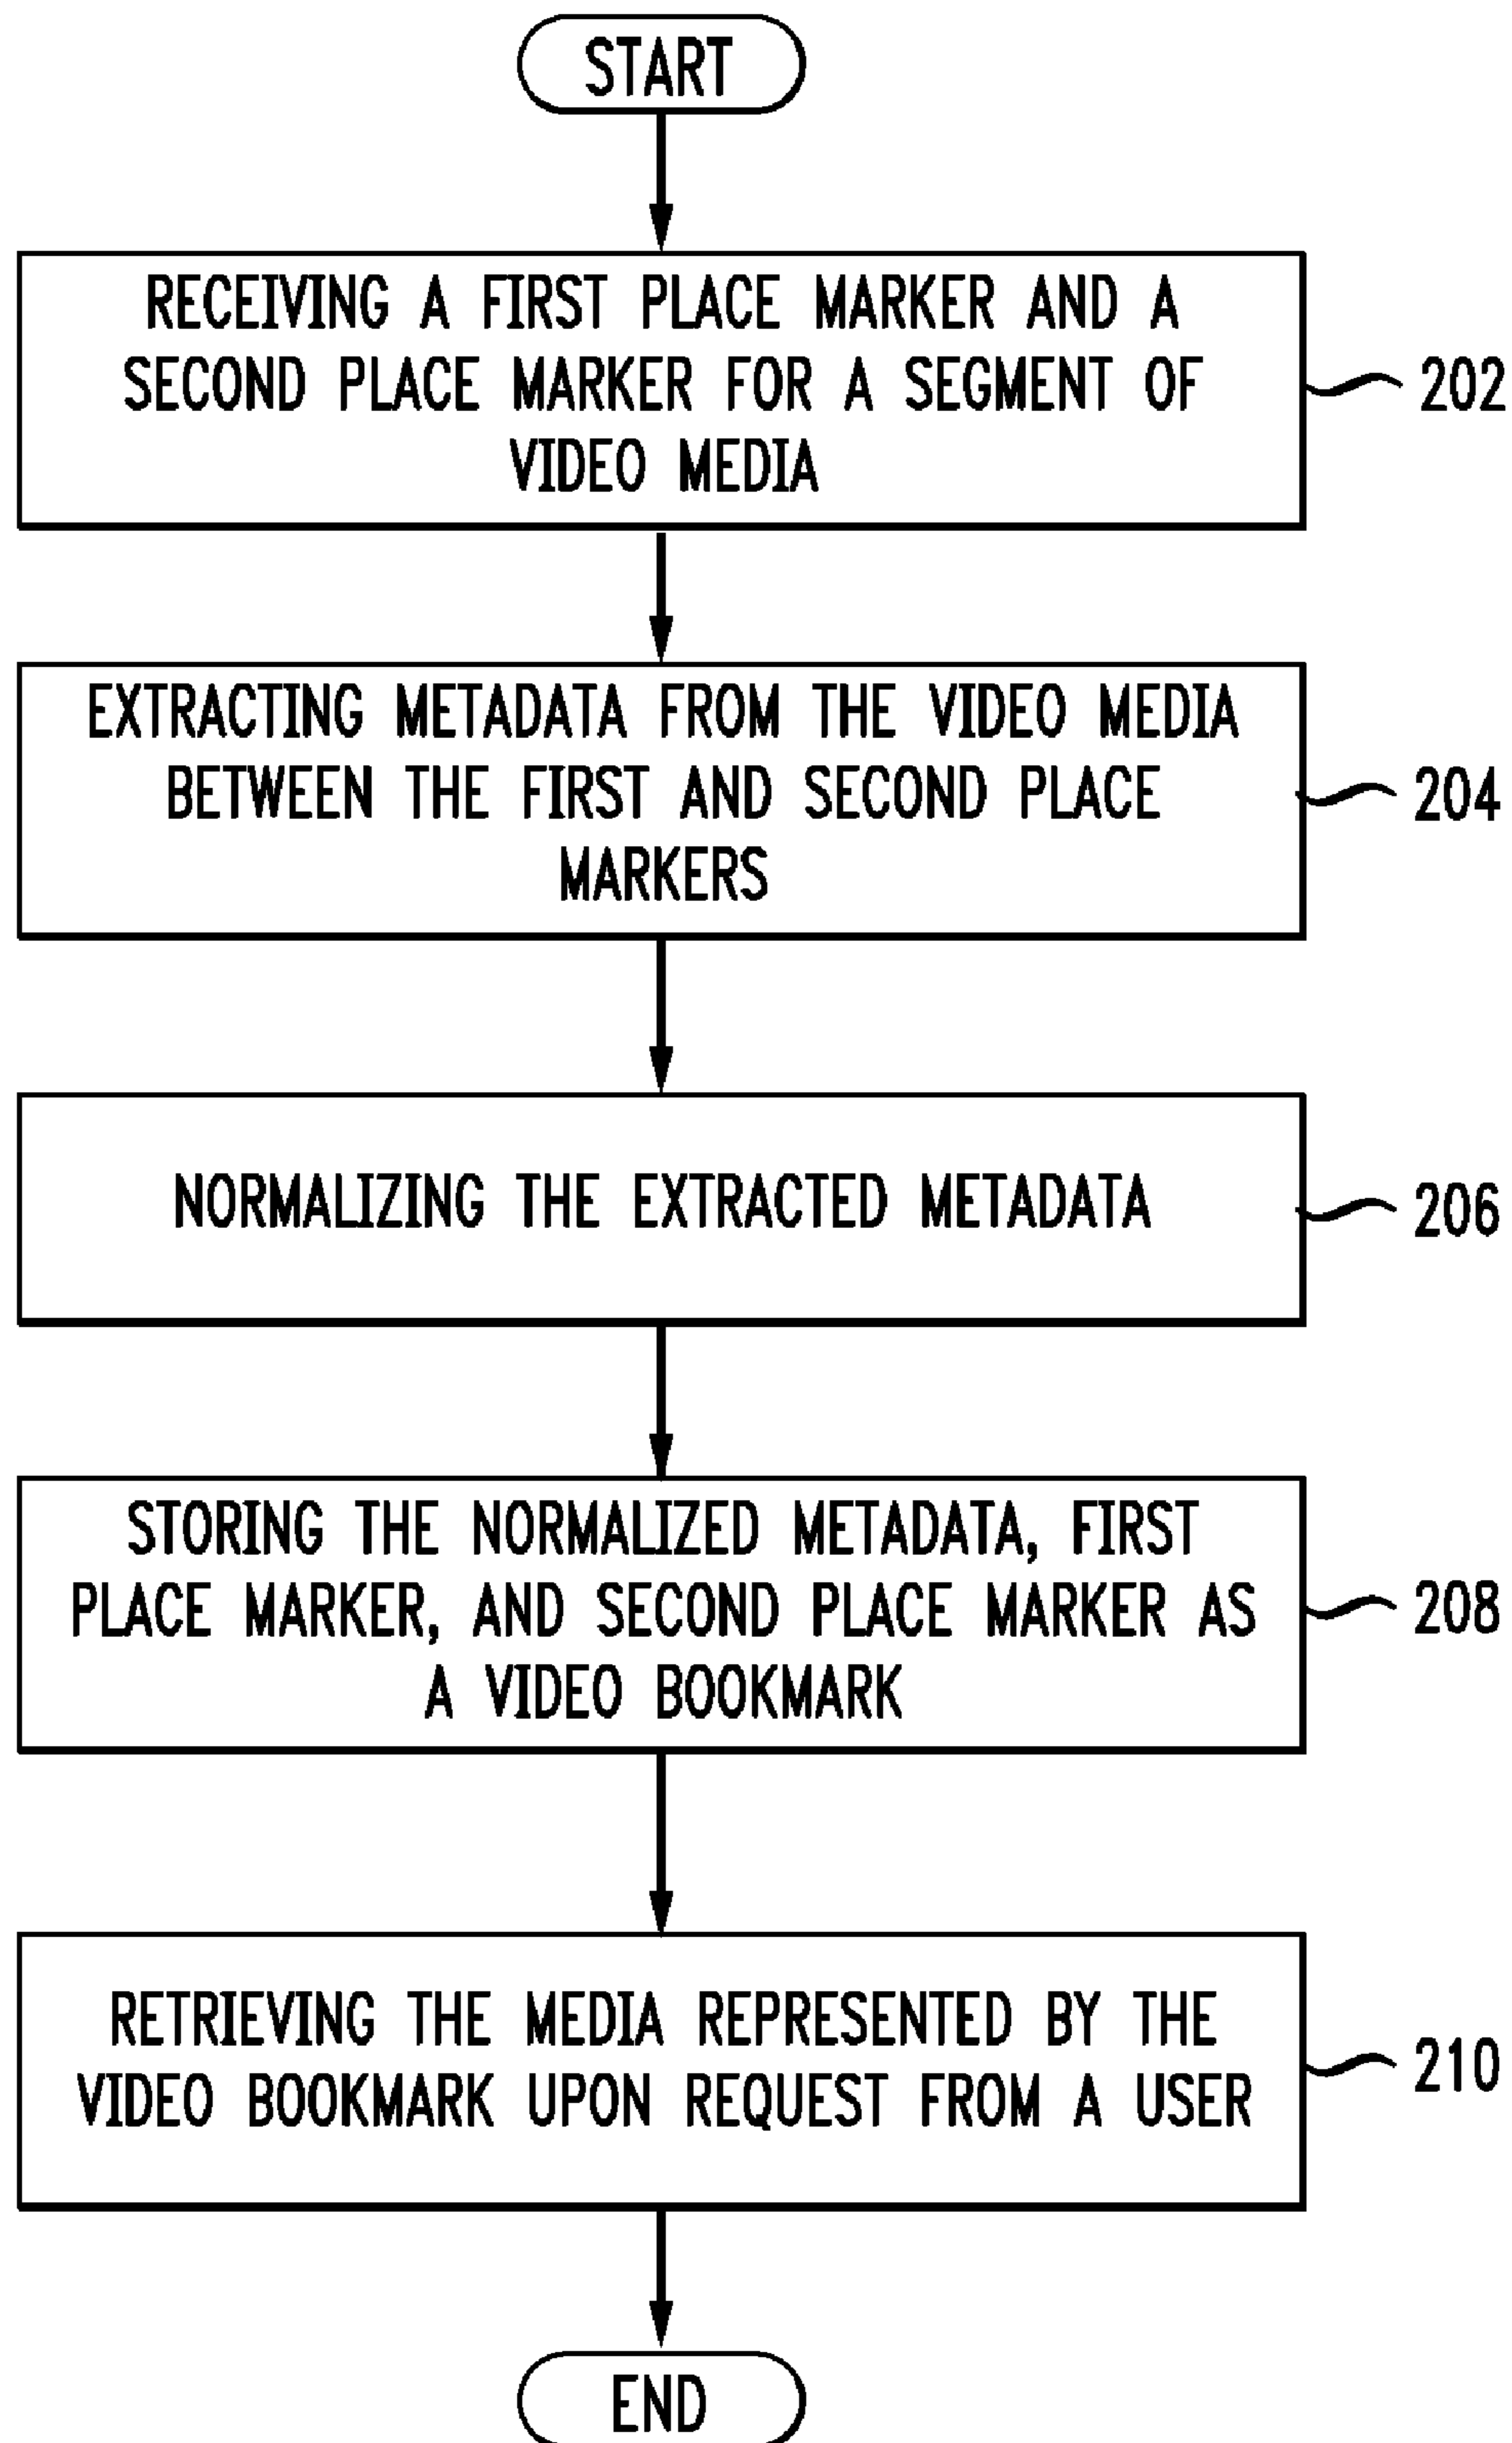 START
RECEIVING A FIRST PLACE MARKER AND A
SECOND PLACE MARKER FOR A SEGMENT OF
VIDEO MEDIA
202
EXTRACTING METADATA FROM THE VIDEO MEDIA
BETWEEN THE FIRST AND SECOND PLACE
MARKERS
204
NORMALIZING THE EXTRACTED METADATA
206
STORING THE NORMALIZED METADATA, FIRST
PLACE MARKER, AND SECOND PLACE MARKER AS
A VIDEO BOOKMARK
208
RETRIEVING THE MEDIA REPRESENTED BY THE
VIDEO BOOKMARK UPON REQUEST FROM A USER
210
END